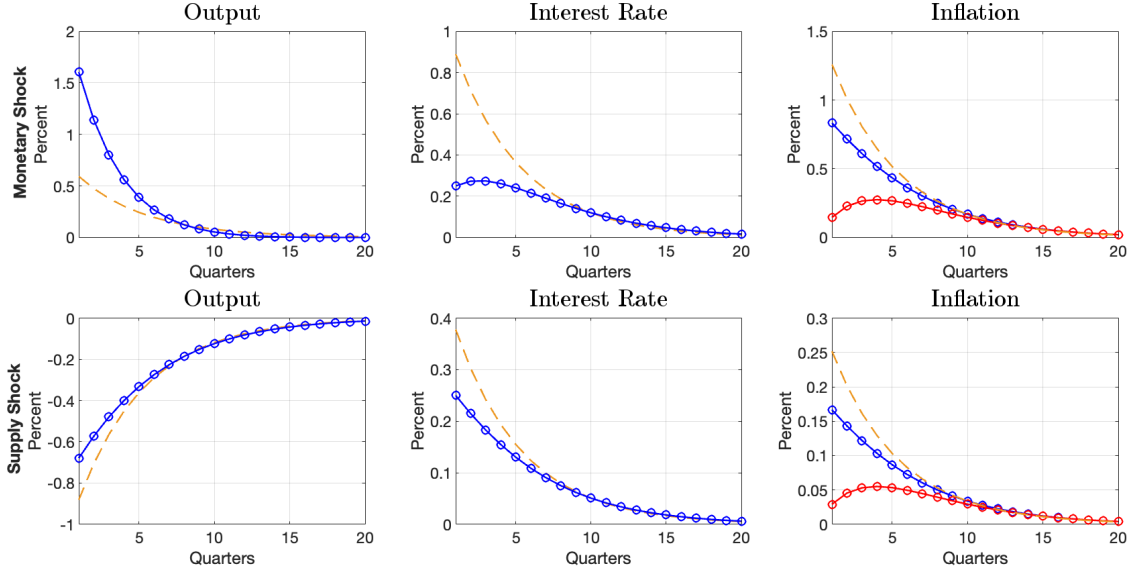 Output
Interest Rate
Inflation
Monetary Shock
Percent
2
1.5
1
0.5
0
5 10 15 20
Quarters
Percent
1
0.8
0.6
0.4
0.2
0
5 10 15 20
Quarters
Percent
1.5
1
0.5
0
5 10 15 20
Quarters
Output
Interest Rate
Inflation
Supply Shock
Percent
0
-0.2
-0.4
-0.6
-0.8
-1
5 10 15 20
Quarters
Percent
0.4
0.3
0.2
0.1
0
5 10 15 20
Quarters
Percent
0.3
0.25
0.2
0.15
0.1
0.05
0
5 10 15 20
Quarters